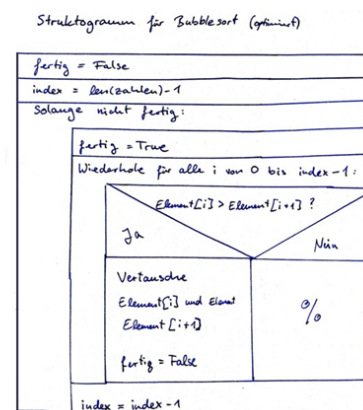 Struktogramm für Bubblesort (optimiert)
fertig = False
index = len(zahlen)-1
Solange nicht fertig:
fertig = True
Wiederhole für alle i von 0 bis index-1:
Element[i] > Element[i+1] ?
Ja
Nein
Vertausche
Element[i] und Element
Element [i+1]
%
fertig = False
index = index-1